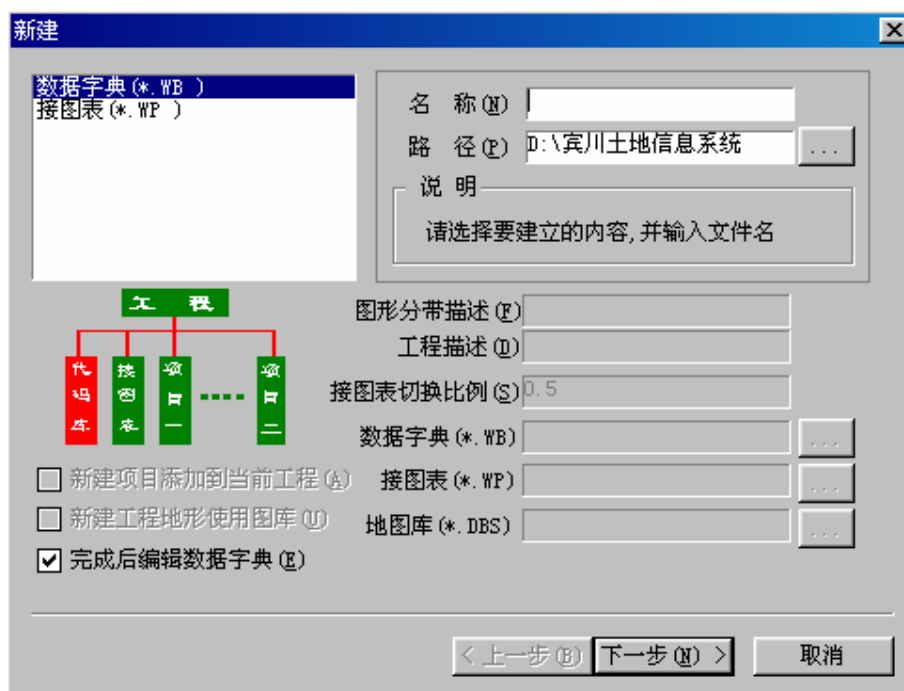 新建
数据字典(*.WB )
接图表(*.WP )
名 称(N)
路 径(P) D:\宾川土地信息系统 ...
说 明
请选择要建立的内容,并输入文件名
工 程
代码库
接图表
项目一
项目二
图形分带描述(F)
工程描述(D)
接图表切换比例(S) 0.5
数据字典(*.WB) ...
接图表(*.WP) ...
地图库(*.DBS) ...
新建项目添加到当前工程(A)
新建工程地形使用图库(U)
完成后编辑数据字典(E)
< 上一步(B) 下一步(N) > 取消